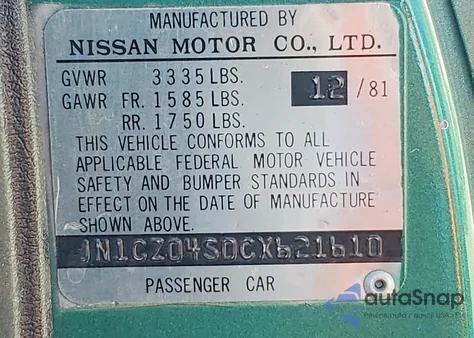 MANUFACTURED BY
NISSAN MOTOR CO., LTD.
GVWR 3335 LBS.
GAWR FR. 1585 LBS. 12 / 81
RR. 1750 LBS.
THIS VEHICLE CONFORMS TO ALL
APPLICABLE FEDERAL MOTOR VEHICLE
SAFETY AND BUMPER STANDARDS IN
EFFECT ON THE DATE OF MANUFACTURE
SHOWN ABOVE.
JN1CZ04S0CX621610
PASSENGER CAR
autoSnap